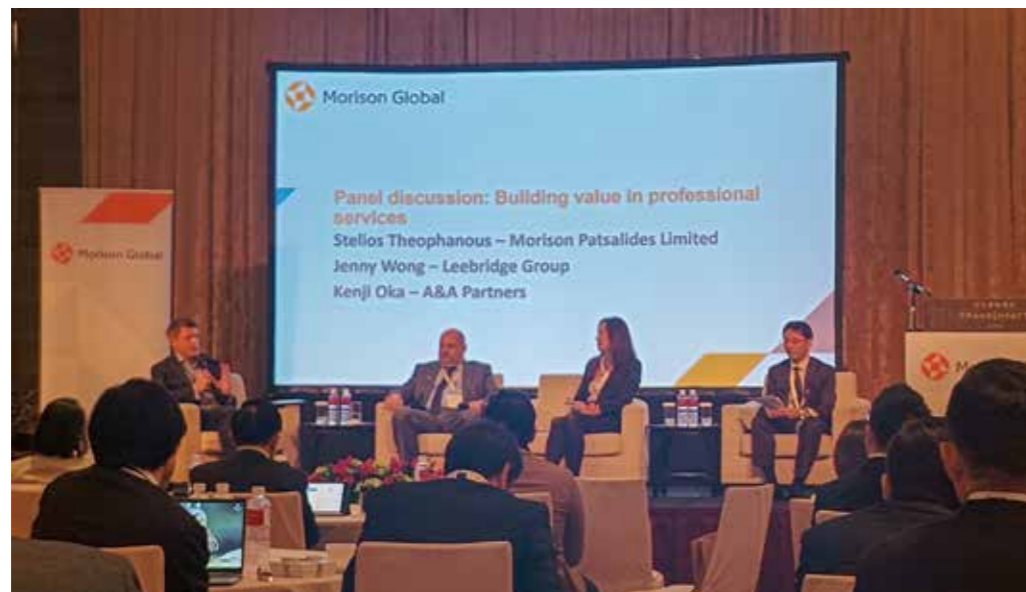 Morison Global
Panel discussion: Building value in professional
services
Stelios Theophanous – Morison Patsalides Limited
Jenny Wong – Leebridge Group
Kenji Oka – A&A Partners
Morison Global